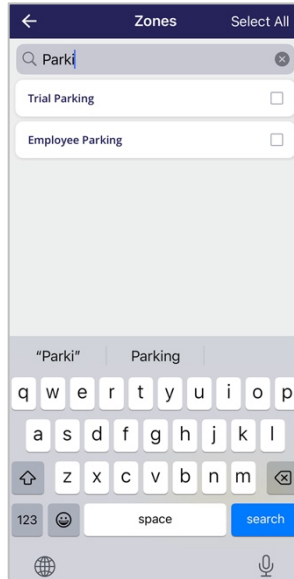 Zones Select All
Parki
Trial Parking
Employee Parking
“Parki” Parking
q w e r t y u i o p
a s d f g h j k l
z x c v b n m
123 space search